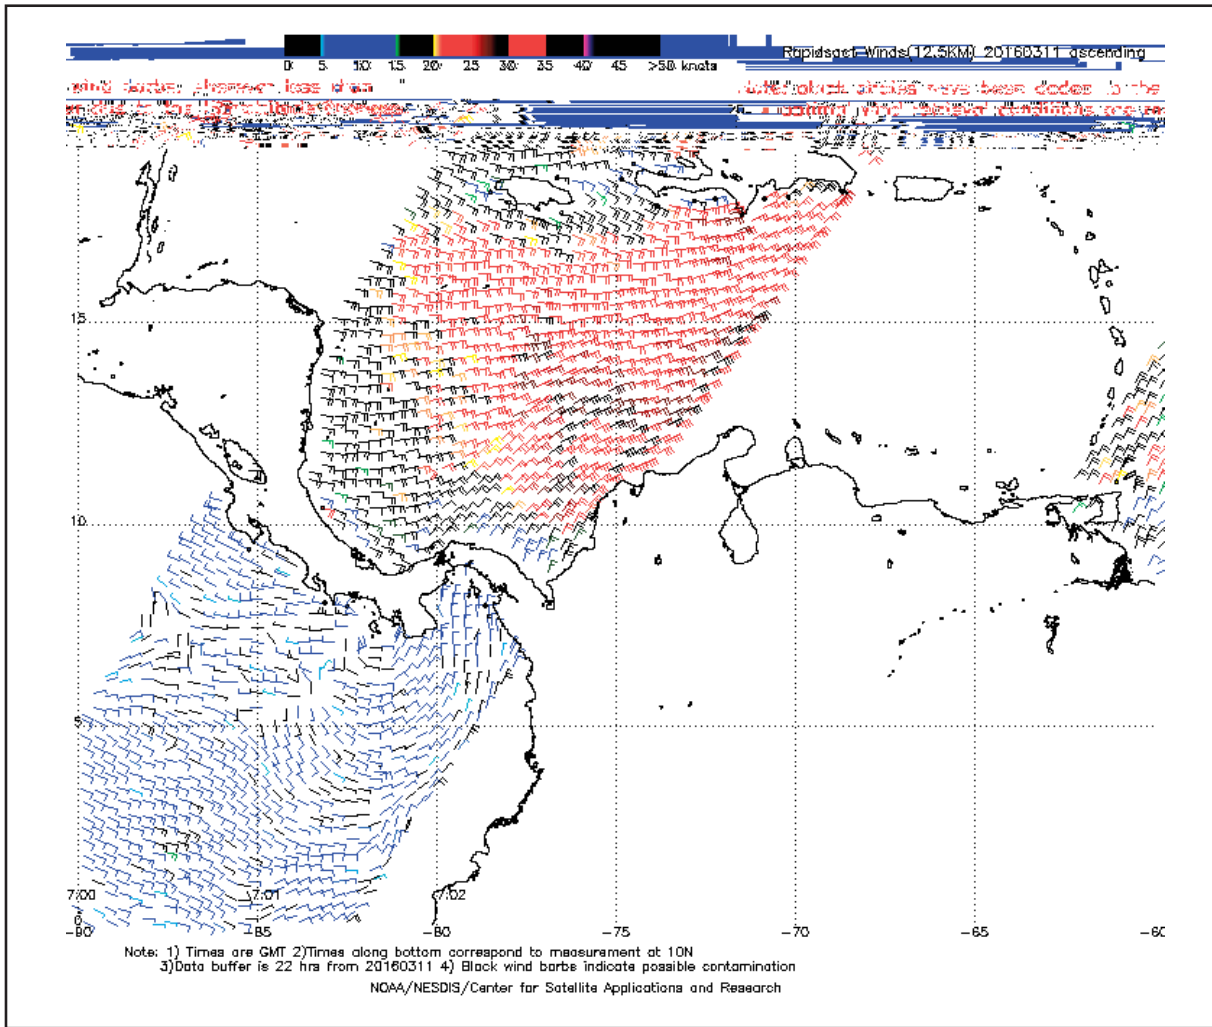 Rapidscat Winds(12.5KM) 20160311 ascending
0 5 10 15 20 25 30 35 40 45 >50 knots
15
10
5
7:00 7:01 7:02
0
-90 -85 -80 -75 -70 -65 -60
Note: 1) Times are GMT 2)Times along bottom correspond to measurement at 10N
3)Data buffer is 22 hrs from 20160311 4) Black wind barbs indicate possible contamination
NOAA/NESDIS/Center for Satellite Applications and Research